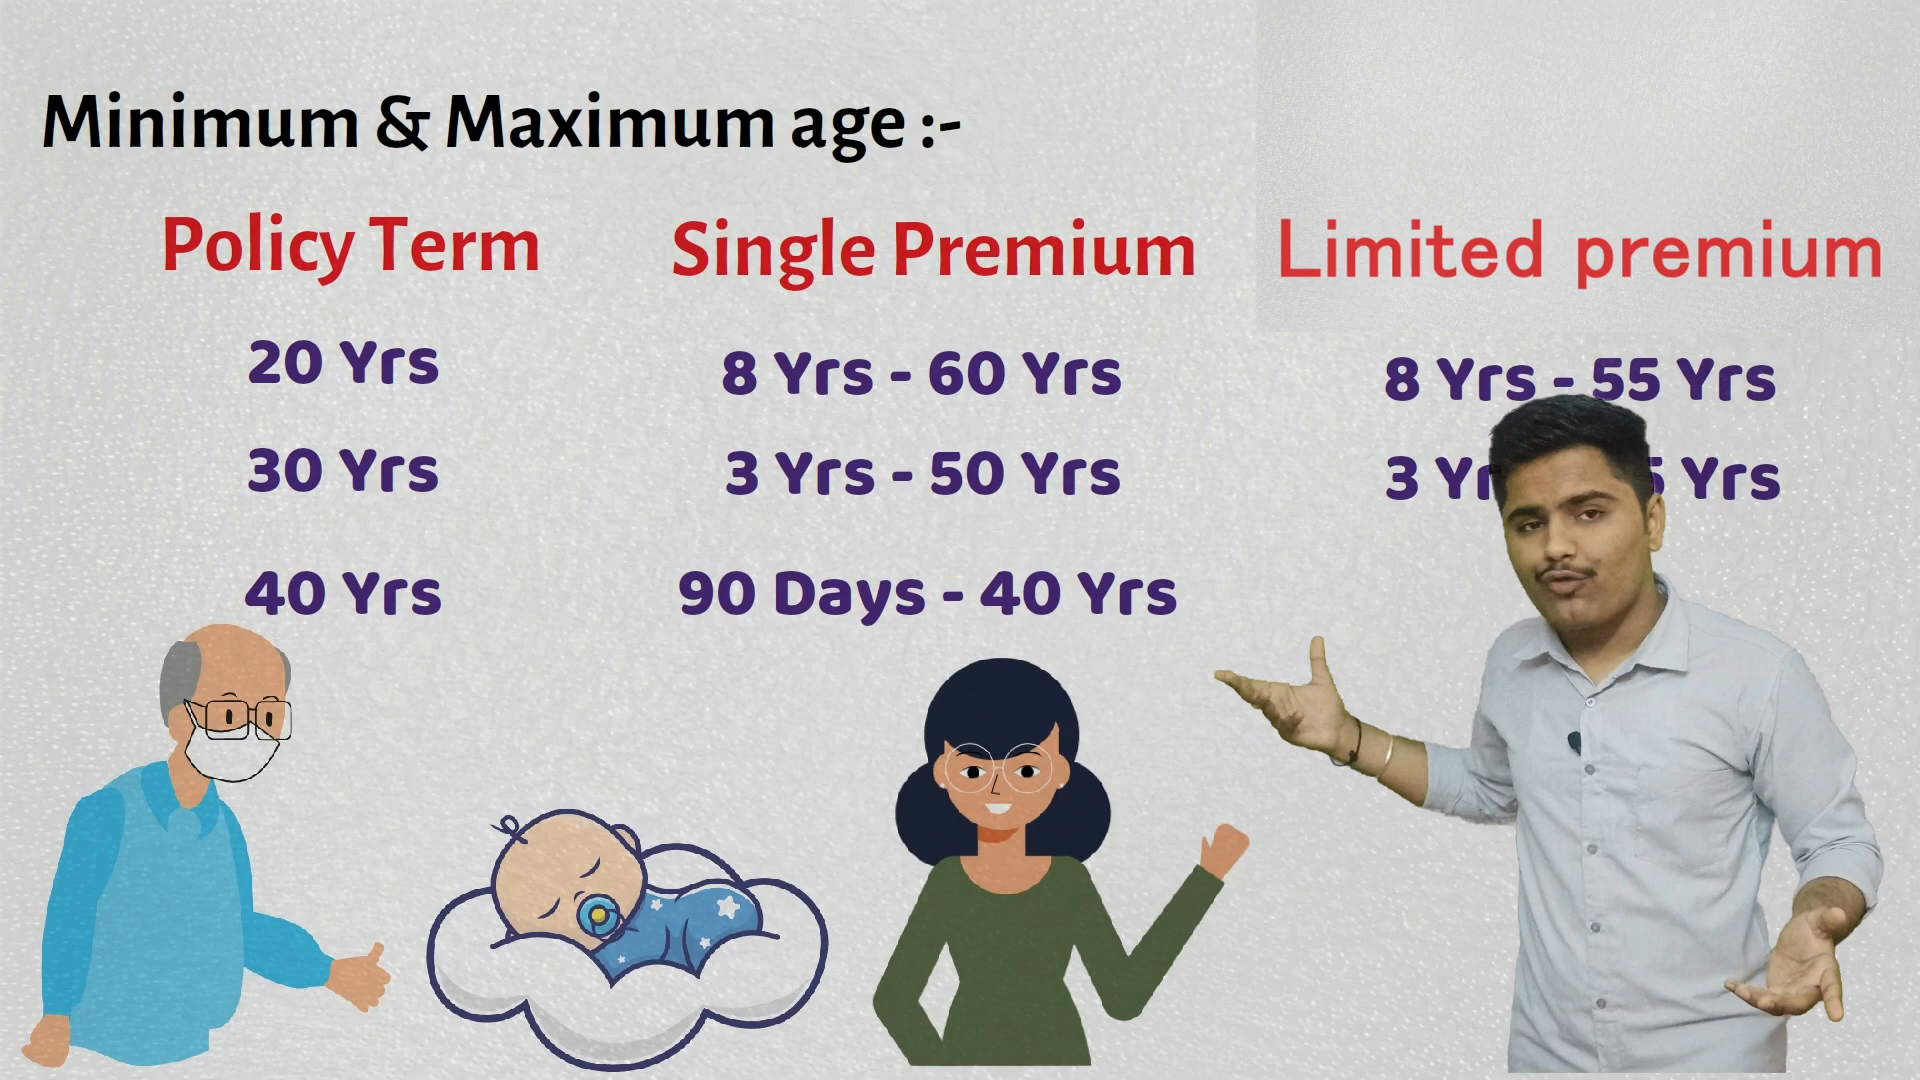 Minimum & Maximum age :-
Policy Term Single Premium Limited premium
20 Yrs 8 Yrs - 60 Yrs 8 Yrs - 55 Yrs
30 Yrs 3 Yrs - 50 Yrs 3 Yrs
40 Yrs 90 Days - 40 Yrs